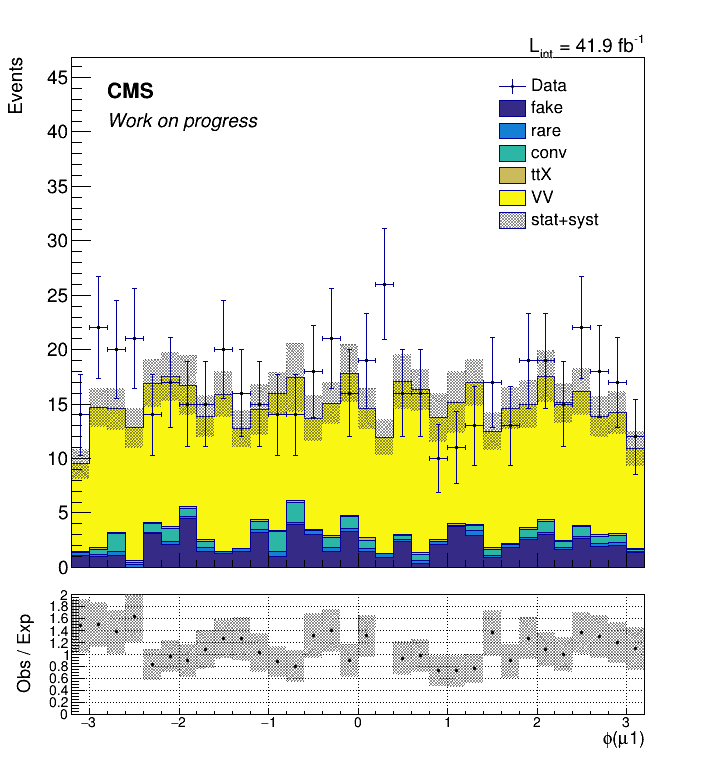 L_int = 41.9 fb^-1
Events
CMS
Work on progress
Data
fake
rare
conv
ttX
VV
stat+syst
45
40
35
30
25
20
15
10
5
0
Obs / Exp
2
1.8
1.6
1.4
1.2
1
0.8
0.6
0.4
0.2
0
−3 −2 −1 0 1 2 3
ϕ(μ1)